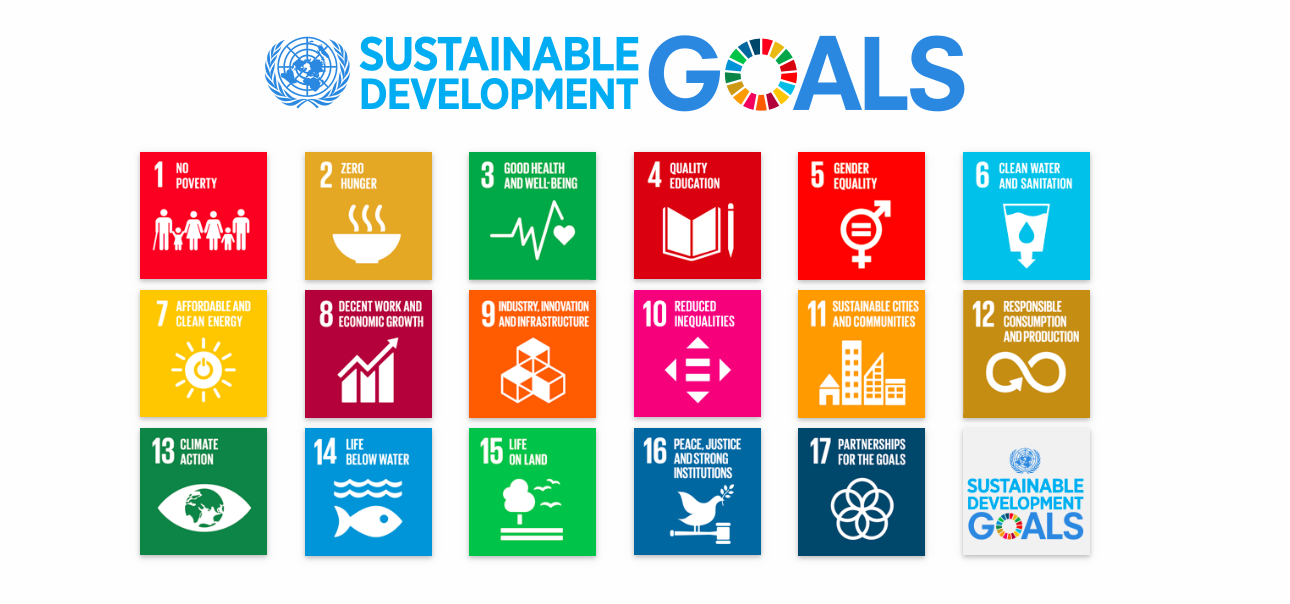 SUSTAINABLE
DEVELOPMENT
GOALS
1 NO
POVERTY
2 ZERO
HUNGER
3 GOOD HEALTH
AND WELL-BEING
4 QUALITY
EDUCATION
5 GENDER
EQUALITY
6 CLEAN WATER
AND SANITATION
7 AFFORDABLE AND
CLEAN ENERGY
8 DECENT WORK AND
ECONOMIC GROWTH
9 INDUSTRY, INNOVATION
AND INFRASTRUCTURE
10 REDUCED
INEQUALITIES
11 SUSTAINABLE CITIES
AND COMMUNITIES
12 RESPONSIBLE
CONSUMPTION
AND PRODUCTION
13 CLIMATE
ACTION
14 LIFE
BELOW WATER
15 LIFE
ON LAND
16 PEACE, JUSTICE
AND STRONG
INSTITUTIONS
17 PARTNERSHIPS
FOR THE GOALS
SUSTAINABLE
DEVELOPMENT
GOALS